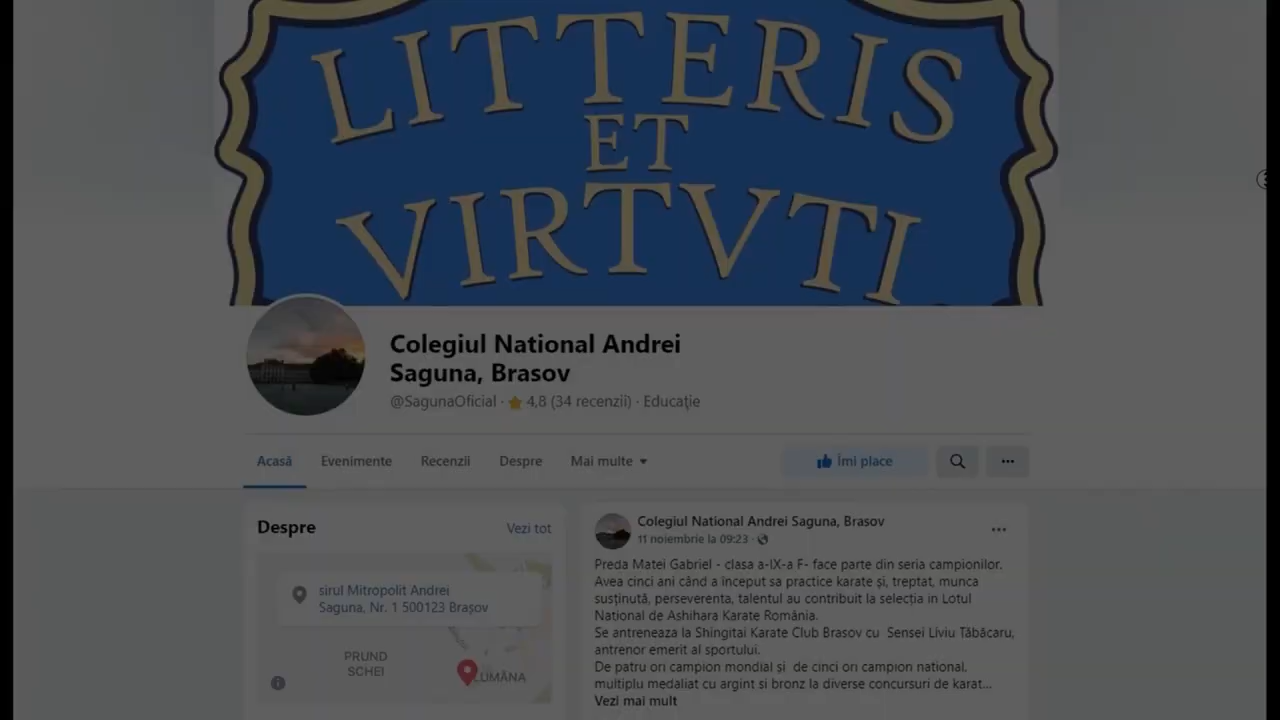 LITTERIS
ET
VIRTVTI
Colegiul National Andrei
Saguna, Brasov
@SagunaOficial · 4,8 (34 recenzii) · Educaţie
Acasă Evenimente Recenzii Despre Mai multe Îmi place
Despre Vezi tot
șirul Mitropolit Andrei
Saguna, Nr. 1 500123 Brașov
PRUND
SCHEI
LUMÂNA
Colegiul National Andrei Saguna, Brasov
11 noiembrie la 09:23 ·
Preda Matei Gabriel - clasa a-IX-a F- face parte din seria campionilor.
Avea cinci ani când a început sa practice karate și, treptat, munca
susținută, perseverenta, talentul au contribuit la selecția in Lotul
National de Ashihara Karate România.
Se antreneaza la Shingitai Karate Club Brasov cu Sensei Liviu Tăbăcaru,
antrenor emerit al sportului.
De patru ori campion mondial și de cinci ori campion national,
multiplu medaliat cu argint si bronz la diverse concursuri de karat...
Vezi mai mult